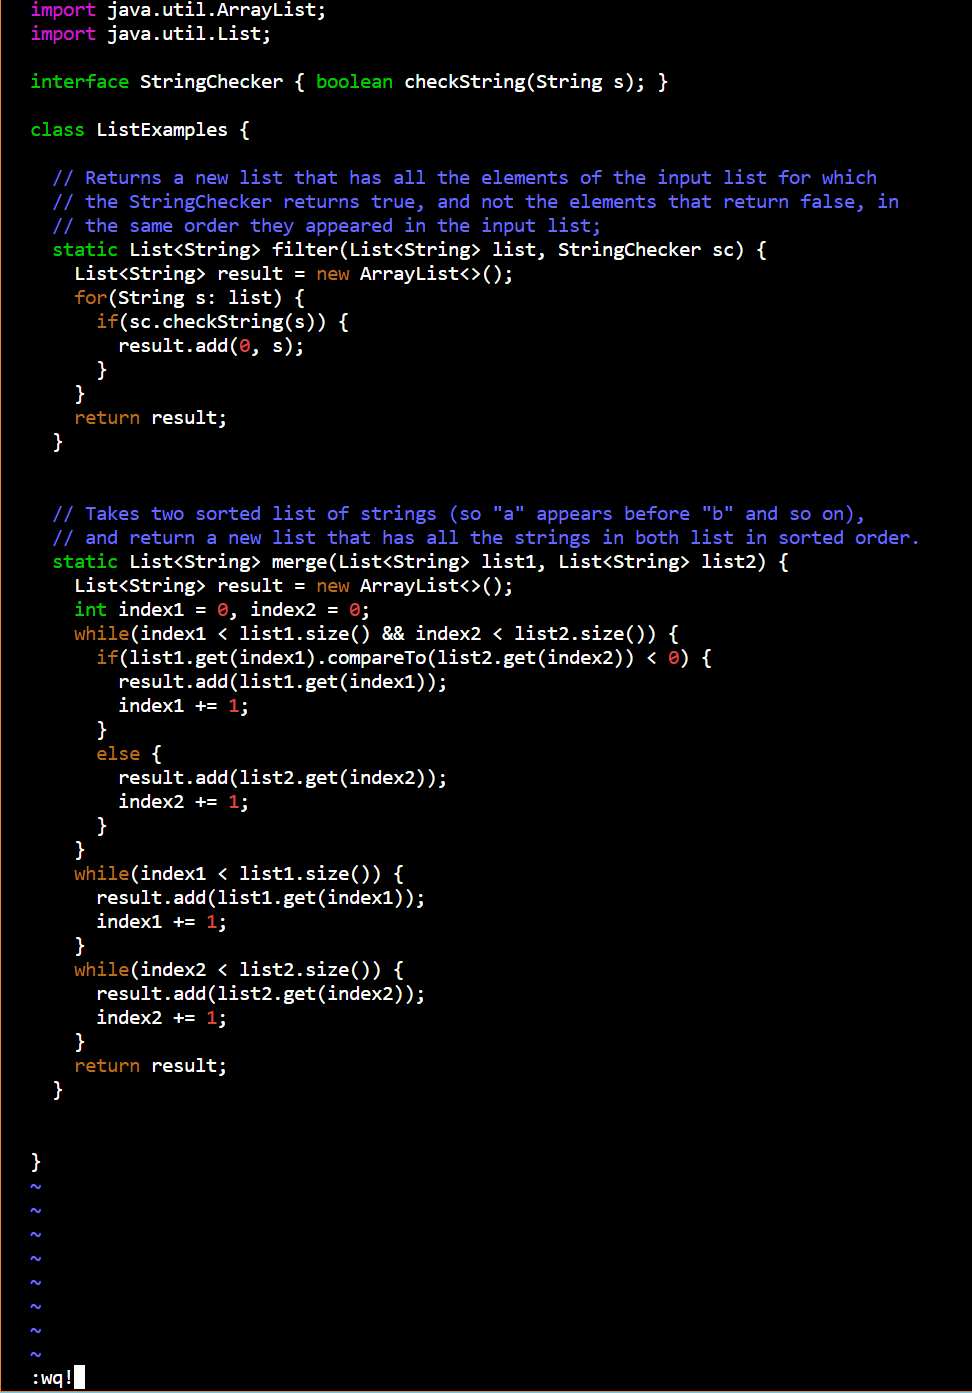 import java.util.ArrayList;
import java.util.List;

interface StringChecker { boolean checkString(String s); }

class ListExamples {

  // Returns a new list that has all the elements of the input list for which
  // the StringChecker returns true, and not the elements that return false, in
  // the same order they appeared in the input list;
  static List<String> filter(List<String> list, StringChecker sc) {
    List<String> result = new ArrayList<>();
    for(String s: list) {
      if(sc.checkString(s)) {
        result.add(0, s);
      }
    }
    return result;
  }


  // Takes two sorted list of strings (so "a" appears before "b" and so on),
  // and return a new list that has all the strings in both list in sorted order.
  static List<String> merge(List<String> list1, List<String> list2) {
    List<String> result = new ArrayList<>();
    int index1 = 0, index2 = 0;
    while(index1 < list1.size() && index2 < list2.size()) {
      if(list1.get(index1).compareTo(list2.get(index2)) < 0) {
        result.add(list1.get(index1));
        index1 += 1;
      }
      else {
        result.add(list2.get(index2));
        index2 += 1;
      }
    }
    while(index1 < list1.size()) {
      result.add(list1.get(index1));
      index1 += 1;
    }
    while(index2 < list2.size()) {
      result.add(list2.get(index2));
      index2 += 1;
    }
    return result;
  }


}
~
~
~
~
~
~
~
~
:wq!